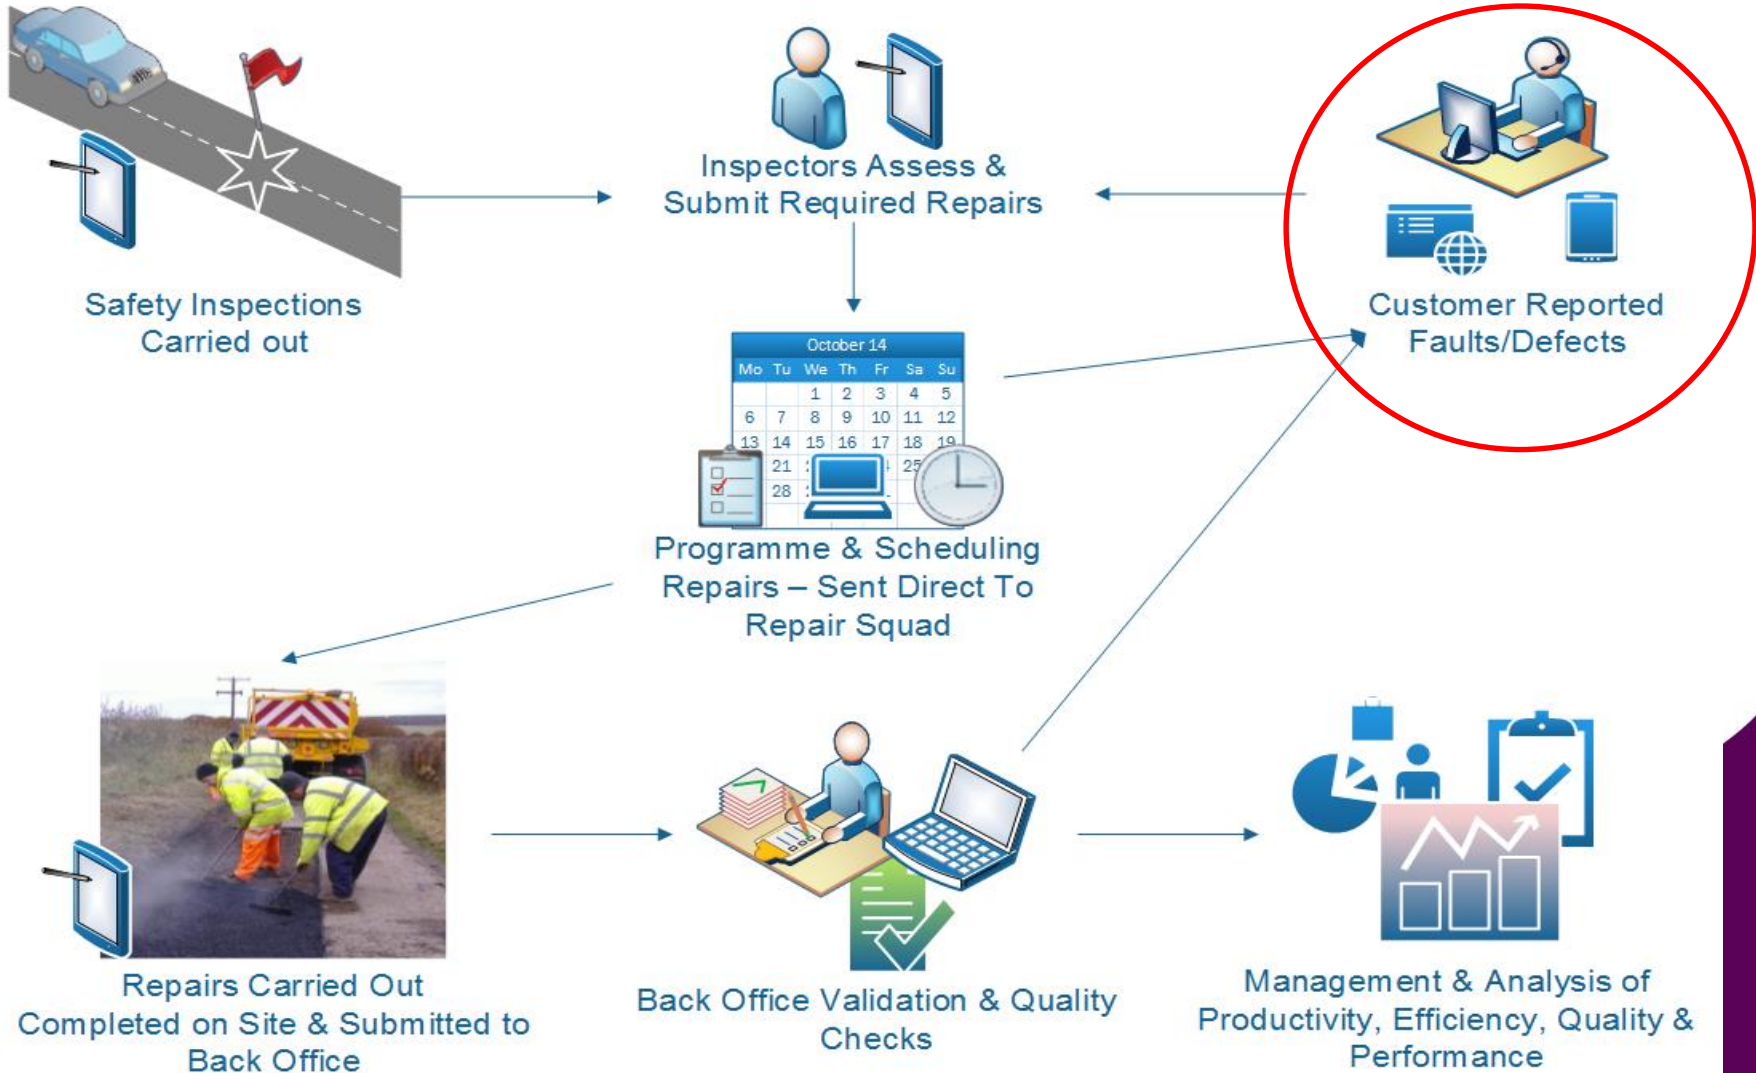 Safety Inspections
Carried out
Inspectors Assess &
Submit Required Repairs
Customer Reported
Faults/Defects
October 14
Mo Tu We Th Fr Sa Su
1 2 3 4 5
6 7 8 9 10 11 12
13 14 15 16 17 18 19
21 25
28
Programme & Scheduling
Repairs – Sent Direct To
Repair Squad
Repairs Carried Out
Completed on Site & Submitted to
Back Office
Back Office Validation & Quality
Checks
Management & Analysis of
Productivity, Efficiency, Quality &
Performance